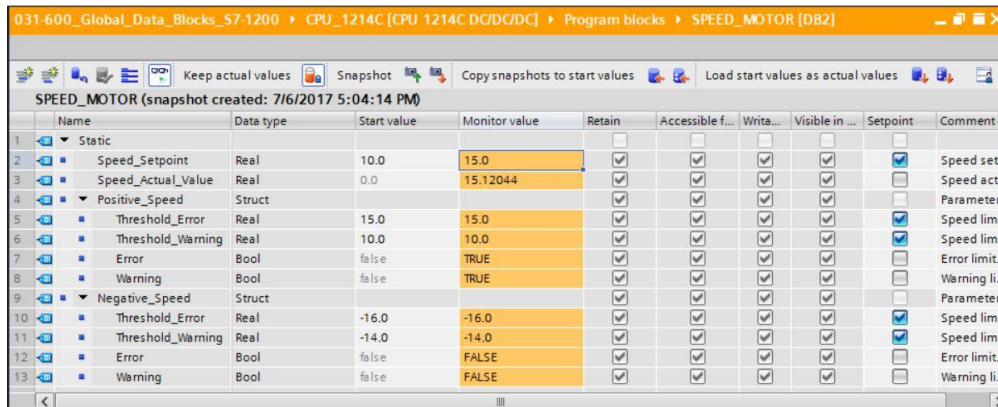 031-600_Global_Data_Blocks_S7-1200 ▸ CPU_1214C [CPU 1214C DC/DC/DC] ▸ Program blocks ▸ SPEED_MOTOR [DB2]
Keep actual values Snapshot Copy snapshots to start values Load start values as actual values
SPEED_MOTOR (snapshot created: 7/6/2017 5:04:14 PM)
Name Data type Start value Monitor value Retain Accessible f... Writa... Visible in ... Setpoint Comment
1 Static
2 Speed_Setpoint Real 10.0 15.0 Speed set
3 Speed_Actual_Value Real 0.0 15.12044 Speed act
4 Positive_Speed Struct Parameter
5 Threshold_Error Real 15.0 15.0 Speed lim
6 Threshold_Warning Real 10.0 10.0 Speed lim
7 Error Bool false TRUE Error limit.
8 Warning Bool false TRUE Warning li.
9 Negative_Speed Struct Parameter
10 Threshold_Error Real -16.0 -16.0 Speed lim
11 Threshold_Warning Real -14.0 -14.0 Speed lim
12 Error Bool false FALSE Error limit.
13 Warning Bool false FALSE Warning li.